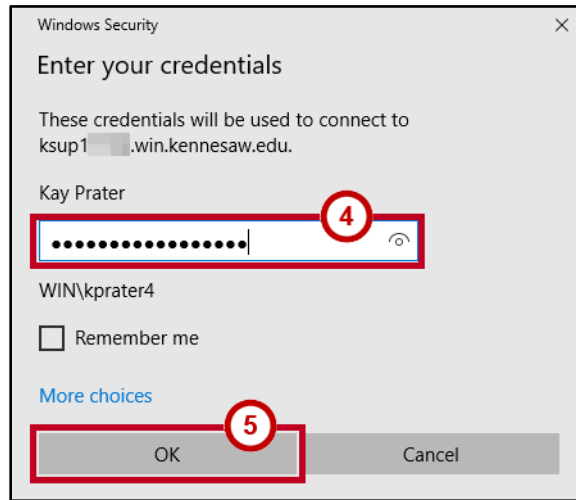 Windows Security
Enter your credentials
These credentials will be used to connect to
ksup1 .win.kennesaw.edu.
Kay Prater
4
•••••••••••••••••
WIN\kprater4
Remember me
More choices
5
OK Cancel